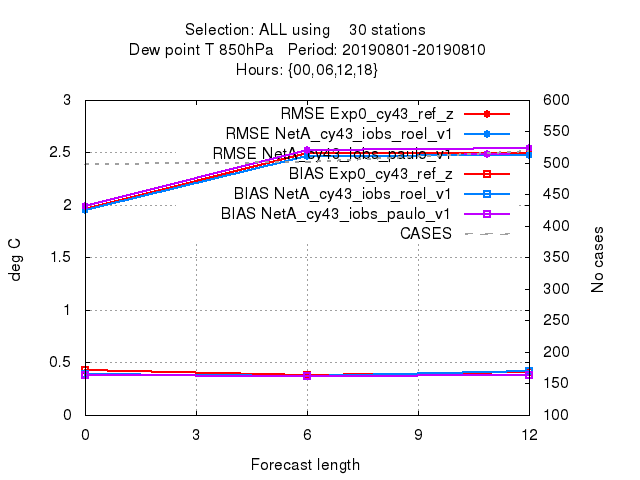 Selection: ALL using    30 stations
Dew point T 850hPa   Period: 20190801-20190810
Hours: {00,06,12,18}
3
600
RMSE Exp0_cy43_ref_z
550
RMSE NetA_cy43_iobs_roel_v1
2.5
500
RMSE NetA_cy43_iobs_paulo_v1
BIAS Exp0_cy43_ref_z
450
BIAS NetA_cy43_iobs_roel_v1
2
BIAS NetA_cy43_iobs_paulo_v1
400
CASES
1.5
350
deg C
No cases
300
1
250
200
0.5
150
0
100
0 3 6 9 12
Forecast length